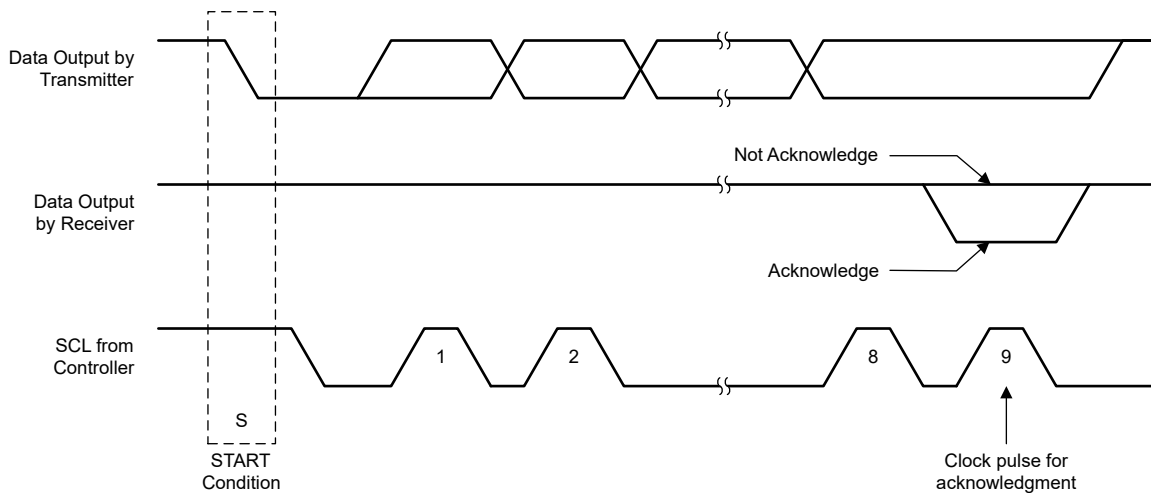 Data Output by
Transmitter
Not Acknowledge
Data Output
by Receiver
Acknowledge
SCL from
Controller
1
2
8
9
S
START
Condition
Clock pulse for
acknowledgment